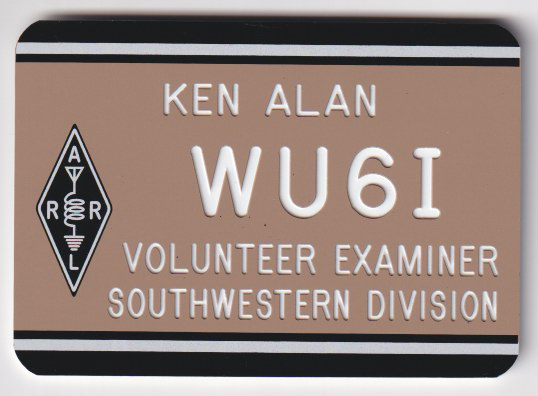 KEN ALAN
WU6I
A
R R
L
VOLUNTEER EXAMINER
SOUTHWESTERN DIVISION